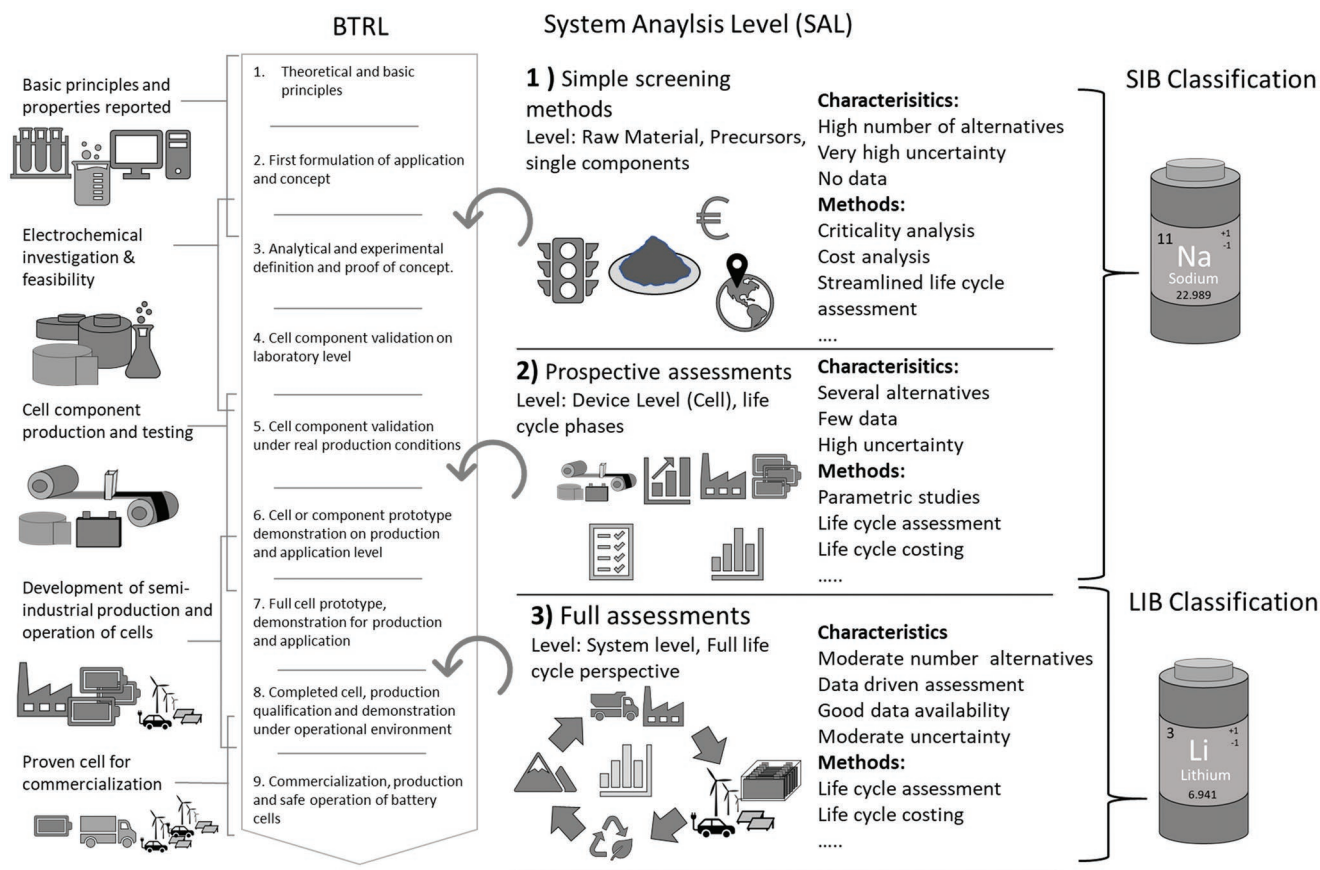 BTRL
System Anaylsis Level (SAL)
Basic principles and
properties reported
Electrochemical
investigation &
feasibility
Cell component
production and testing
Development of semi-
industrial production and
operation of cells
Proven cell for
commercialization
1. Theoretical and basic
principles
2. First formulation of application
and concept
3. Analytical and experimental
definition and proof of concept.
4. Cell component validation on
laboratory level
5. Cell component validation
under real production conditions
6. Cell or component prototype
demonstration on production
and application level
7. Full cell prototype,
demonstration for production
and application
8. Completed cell, production
qualification and demonstration
under operational environment
9. Commercialization, production
and safe operation of battery
cells
1 ) Simple screening
methods
Level: Raw Material, Precursors,
single components
€
Characterisitics:
High number of alternatives
Very high uncertainty
No data
Methods:
Criticality analysis
Cost analysis
Streamlined life cycle
assessment
....
2) Prospective assessments
Level: Device Level (Cell), life
cycle phases
Characterisitics:
Several alternatives
Few data
High uncertainty
Methods:
Parametric studies
Life cycle assessment
Life cycle costing
.....
3) Full assessments
Level: System level, Full life
cycle perspective
Characteristics
Moderate number alternatives
Data driven assessment
Good data availability
Moderate uncertainty
Methods:
Life cycle assessment
Life cycle costing
.....
SIB Classification
11
+1
-1
Na
Sodium
22.989
LIB Classification
3
+1
-1
Li
Lithium
6.941